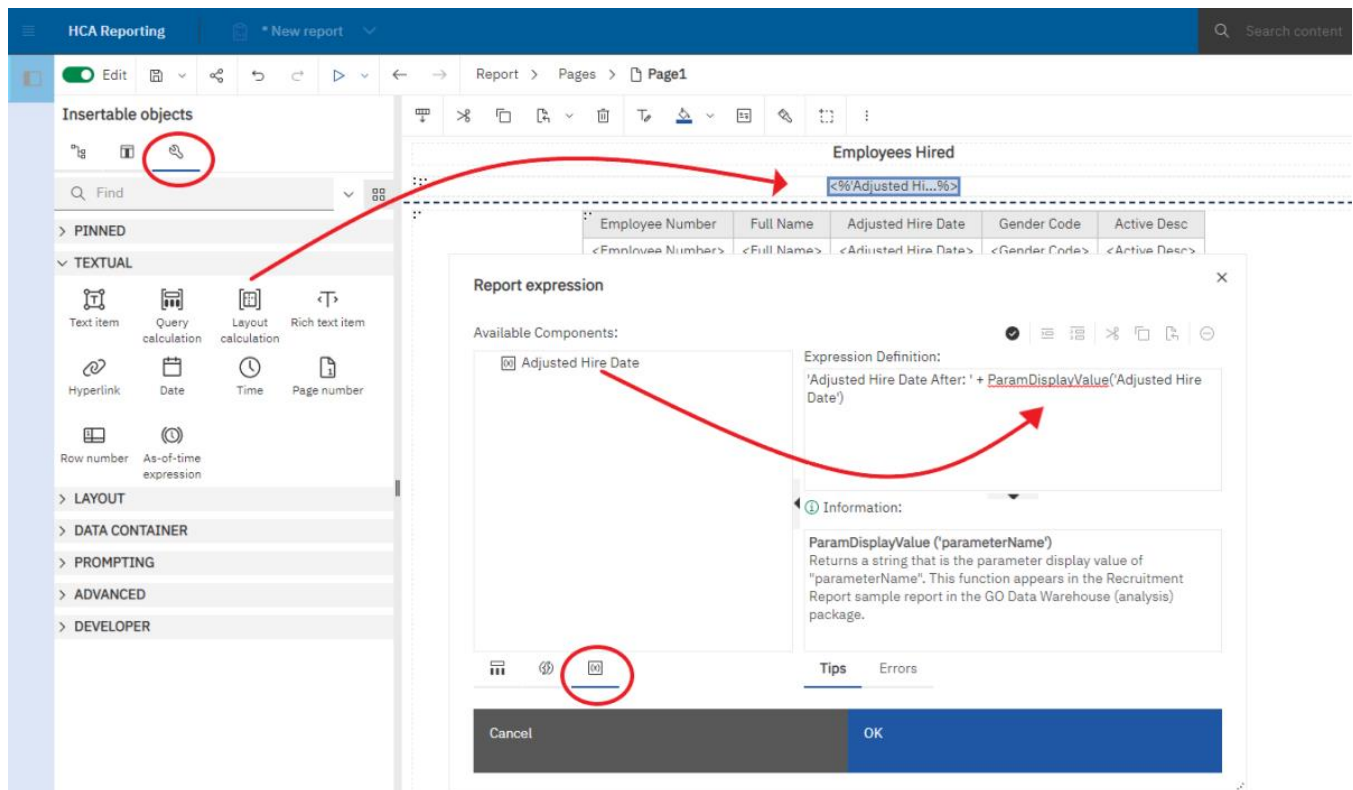 HCA Reporting
* New report
Search content
Edit
Report > Pages > Page1
Insertable objects
Employees Hired
Find
<%'Adjusted Hi...%>
> PINNED
Employee Number Full Name Adjusted Hire Date Gender Code Active Desc
<Employee Number> <Full Name> <Adjusted Hire Date> <Gender Code> <Active Desc>
TEXTUAL
Text item
Query calculation
Layout calculation
Rich text item
Hyperlink
Date
Time
Page number
Row number
As-of-time expression
> LAYOUT
> DATA CONTAINER
> PROMPTING
> ADVANCED
> DEVELOPER
Report expression
Available Components:
Adjusted Hire Date
Expression Definition:
'Adjusted Hire Date After: ' + ParamDisplayValue('Adjusted Hire
Date')
Information:
ParamDisplayValue ('parameterName')
Returns a string that is the parameter display value of
"parameterName". This function appears in the Recruitment
Report sample report in the GO Data Warehouse (analysis)
package.
Tips Errors
Cancel
OK